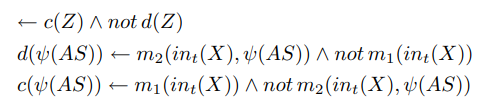 ← c(Z) ∧ not d(Z)
d(ψ(AS)) ← m₂(inₜ(X), ψ(AS)) ∧ not m₁(inₜ(X))
c(ψ(AS)) ← m₁(inₜ(X)) ∧ not m₂(inₜ(X), ψ(AS))